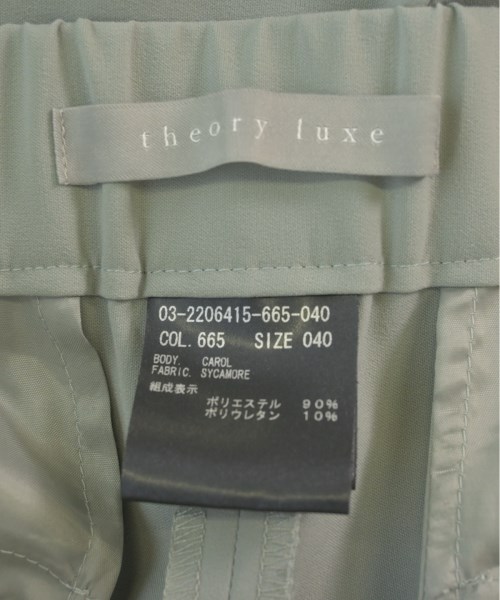 theory luxe
03-2206415-665-040
COL. 665 SIZE 040
BODY. CAROL
FABRIC. SYCAMORE
組成表示
ポリエステル 90%
ポリウレタン 10%